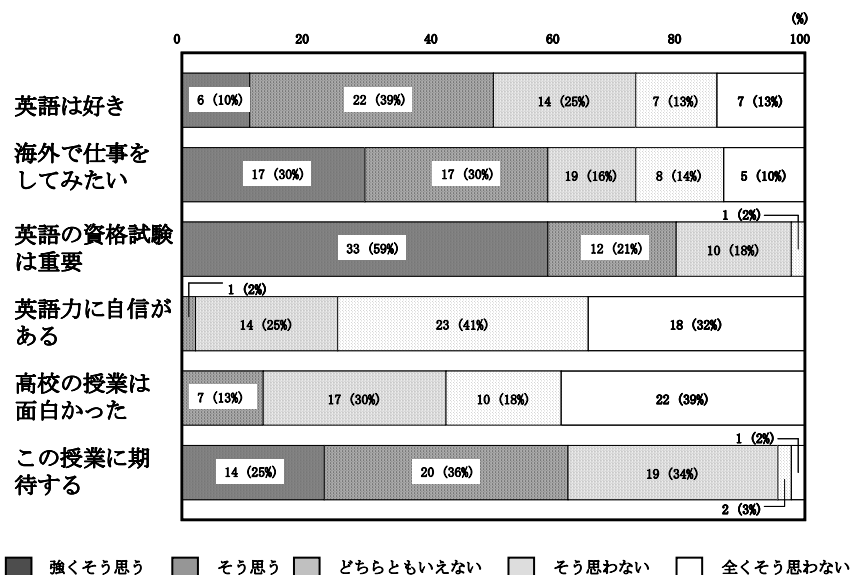 (%)
0 20 40 60 80 100
英語は好き
6 (10%) 22 (39%) 14 (25%) 7 (13%) 7 (13%)
海外で仕事を
してみたい
17 (30%) 17 (30%) 19 (16%) 8 (14%) 5 (10%)
1 (2%)
英語の資格試験
は重要
33 (59%) 12 (21%) 10 (18%)
1 (2%)
英語力に自信が
ある
14 (25%) 23 (41%) 18 (32%)
高校の授業は
面白かった
7 (13%) 17 (30%) 10 (18%) 22 (39%)
1 (2%)
この授業に期
待する
14 (25%) 20 (36%) 19 (34%)
2 (3%)
強くそう思う そう思う どちらともいえない そう思わない 全くそう思わない